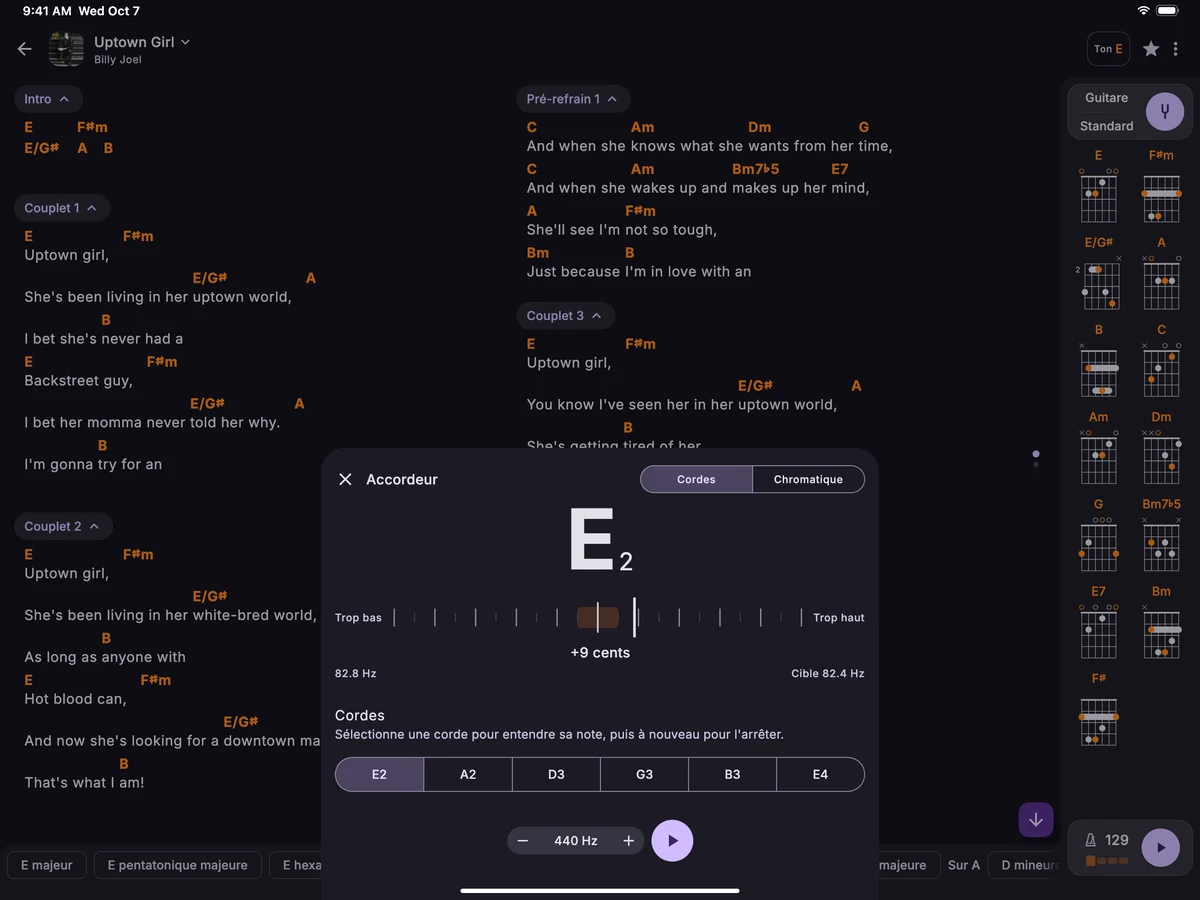 9:41 AM Wed Oct 7
Uptown Girl
Billy Joel
Ton E
Intro
E F#m
E/G# A B
Couplet 1
E F#m
Uptown girl,
E/G# A
She's been living in her uptown world,
B
I bet she's never had a
E F#m
Backstreet guy,
E/G# A
I bet her momma never told her why.
B
I'm gonna try for an
Couplet 2
E F#m
Uptown girl,
E/G#
She's been living in her white-bred world,
B
As long as anyone with
E F#m
Hot blood can,
E/G#
And now she's looking for a downtown ma
B
That's what I am!
Pré-refrain 1
C Am Dm G
And when she knows what she wants from her time,
C Am Bm7♭5 E7
And when she wakes up and makes up her mind,
A F#m
She'll see I'm not so tough,
Bm B
Just because I'm in love with an
Couplet 3
E F#m
Uptown girl,
E/G# A
You know I've seen her in her uptown world,
B
She's getting tired of her
Guitare
Standard
E F#m
E/G# A
2
B C
Am Dm
G Bm7♭5
E7 Bm
F#
129
Accordeur
Cordes Chromatique
E2
Trop bas Trop haut
+9 cents
82.8 Hz Cible 82.4 Hz
Cordes
Sélectionne une corde pour entendre sa note, puis à nouveau pour l'arrêter.
E2 A2 D3 G3 B3 E4
− 440 Hz +
E majeur E pentatonique majeure E hexa majeure Sur A D mineure